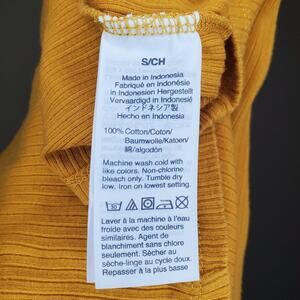 S/CH
Made in Indonesia
Fabriqué en Indonésie
in Indonesien Hergestellt
Vervaardigd in Indonesië
インドネシア製
Hecho en Indonesia
100% Cotton/Coton/
Baumwolle/Katoen/
綿/algodón
Machine wash cold with
like colors. Non-chlorine
bleach only. Tumble dry
low. Iron on lowest setting.
Laver à la machine à l'eau
froide avec des couleurs
similaires. Agent de
blanchiment sans chlore
seulement. Sécher au
sèche-linge au cycle doux.
Repasser à la plus basse